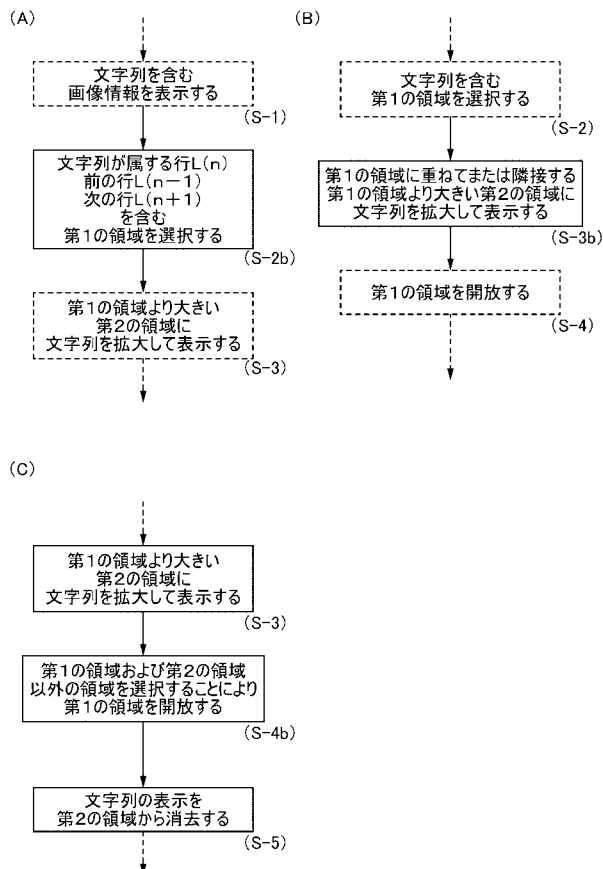 (A)
文字列を含む
画像情報を表示する
(S-1)
文字列が属する行L(n)
前の行L(n-1)
次の行L(n+1)
を含む
第1の領域を選択する
(S-2b)
第1の領域より大きい
第2の領域に
文字列を拡大して表示する
(S-3)
(B)
文字列を含む
第1の領域を選択する
(S-2)
第1の領域に重ねてまたは隣接する
第1の領域より大きい第2の領域に
文字列を拡大して表示する
(S-3b)
第1の領域を開放する
(S-4)
(C)
第1の領域より大きい
第2の領域に
文字列を拡大して表示する
(S-3)
第1の領域および第2の領域
以外の領域を選択することにより
第1の領域を開放する
(S-4b)
文字列の表示を
第2の領域から消去する
(S-5)